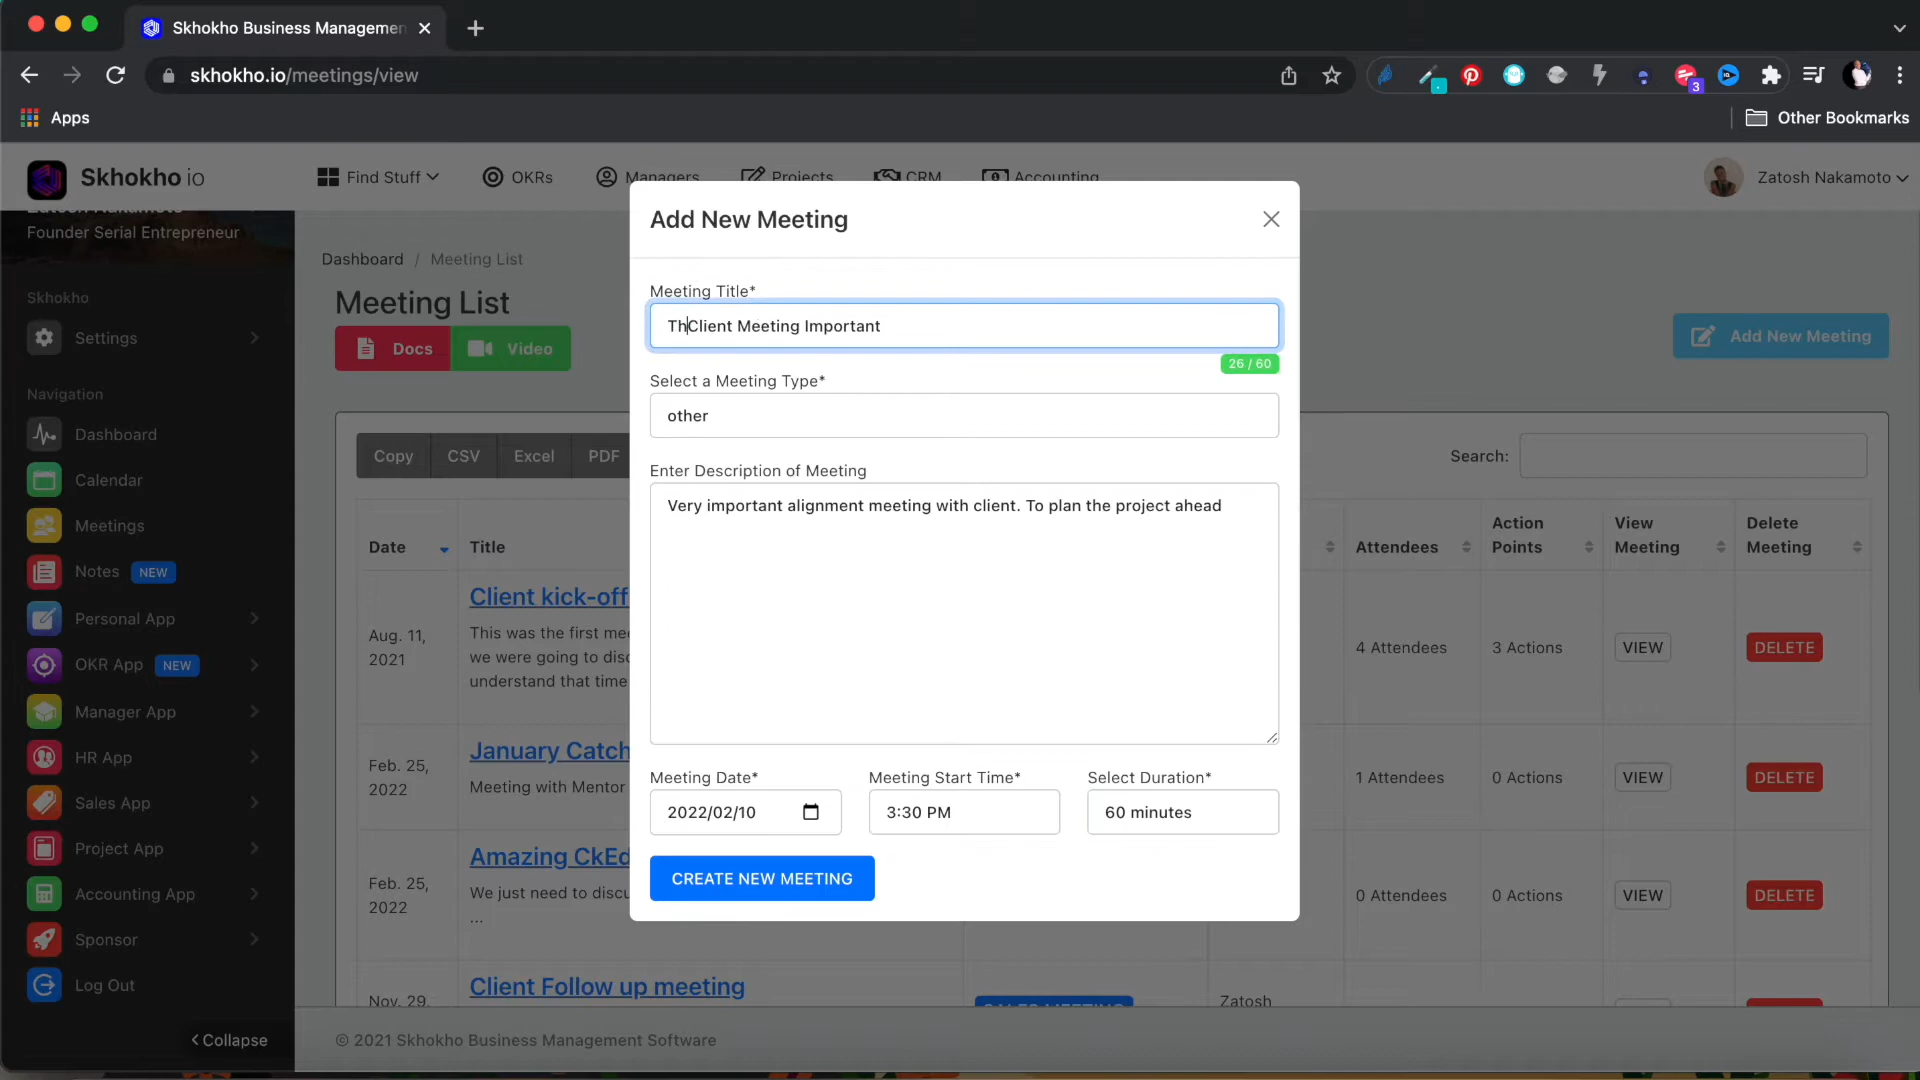 Skhokho Business Managemen
skhokho.io/meetings/view
3
Apps
Other Bookmarks
Skhokho io
Find Stuff
OKRs
Managers
Projects
CRM
Accounting
Zatosh Nakamoto
Zatosh Nakamoto
Founder Serial Entrepreneur
Skhokho
Settings
Navigation
Dashboard
Calendar
Meetings
Notes NEW
Personal App
OKR App NEW
Manager App
HR App
Sales App
Project App
Accounting App
Sponsor
Log Out
Collapse
Dashboard / Meeting List
Meeting List
Docs
Video
Add New Meeting
Copy
CSV
Excel
PDF
Search:
Date
Title
Attendees
Action
Points
View
Meeting
Delete
Meeting
Aug. 11,
2021
Client kick-off
This was the first mee
we were going to disc
understand that time
4 Attendees
3 Actions
VIEW
DELETE
Feb. 25,
2022
January Catch
Meeting with Mentor
1 Attendees
0 Actions
VIEW
DELETE
Feb. 25,
2022
Amazing CkEd
We just need to discu
...
0 Attendees
0 Actions
VIEW
DELETE
Nov. 29,
Client Follow up meeting
SALES MEETING
Zatosh
© 2021 Skhokho Business Management Software
Add New Meeting
Meeting Title*
ThClient Meeting Important
26 / 60
Select a Meeting Type*
other
Enter Description of Meeting
Very important alignment meeting with client. To plan the project ahead
Meeting Date*
2022/02/10
Meeting Start Time*
3:30 PM
Select Duration*
60 minutes
CREATE NEW MEETING